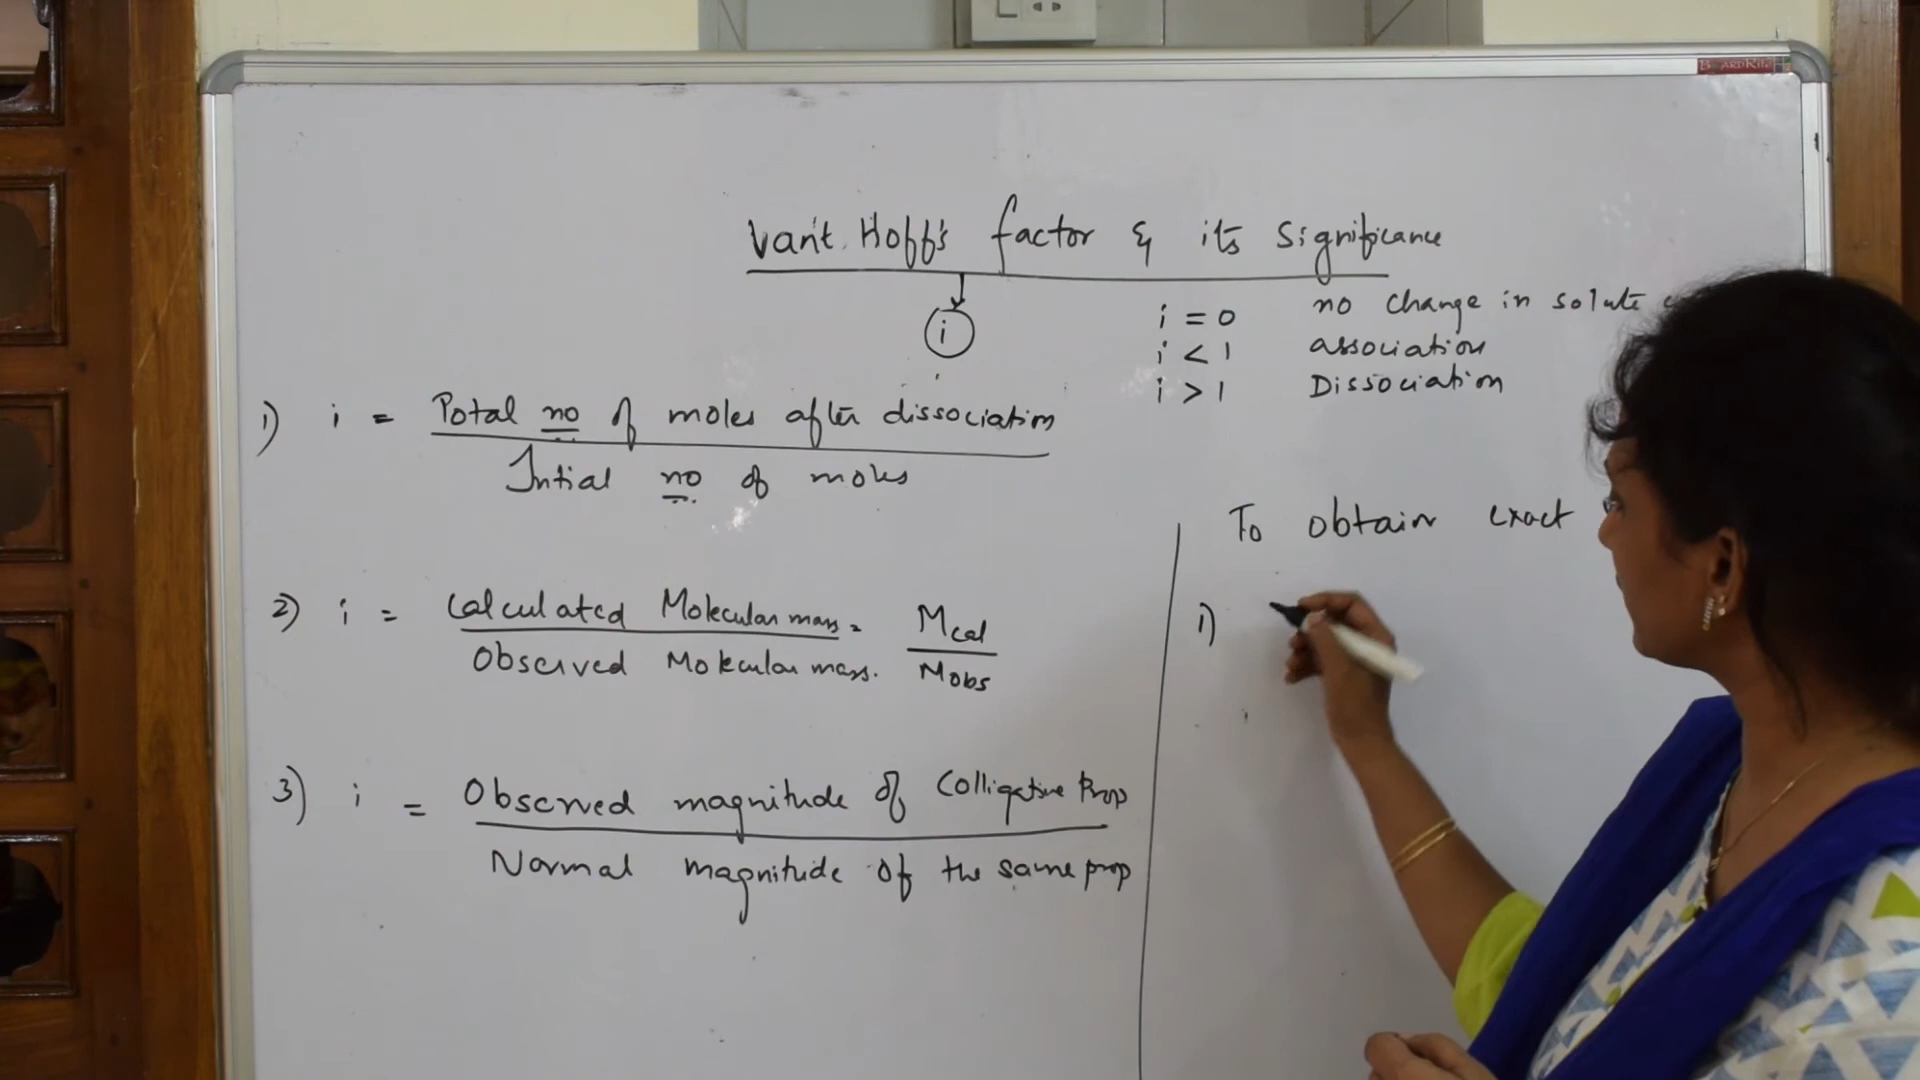 BOARDRITE
Van't Hoff's factor & its Significance
i
i = 0 no change in solute
i < 1 association
i > 1 Dissociation
1) i = Total no of moles after dissociation
Intial no of moles
To obtain exact
2) i = Calculated Molecular mass = Mcal
Observed Molecular mass. Mobs
1)
3) i = Observed magnitude of Colligative Prop
Normal magnitude of the same prop